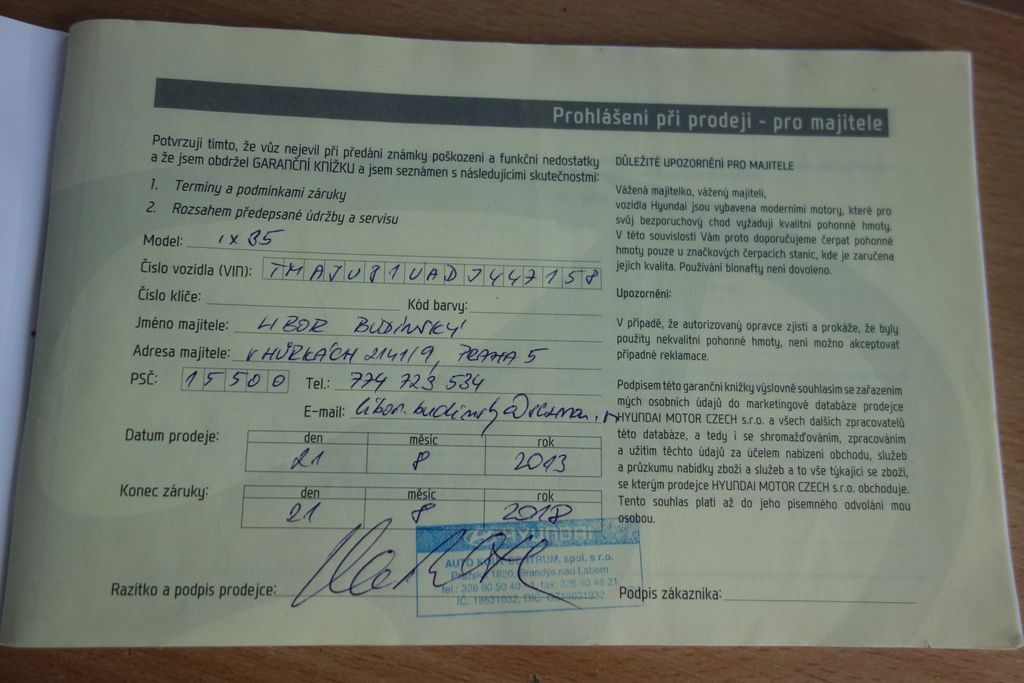 Prohlášení při prodeji - pro majitele
Potvrzuji tímto, že vůz nejevil při předání známky poškození a funkční nedostatky
a že jsem obdržel GARANČNÍ KNÍŽKU a jsem seznámen s následujícími skutečnostmi:
1. Termíny a podmínkami záruky
2. Rozsahem předepsané údržby a servisu
Model: ix 35
Číslo vozidla (VIN): TMAJU81UADJ447158
Číslo klíče: Kód barvy:
Jméno majitele: LIBOR BUDINSKÝ
Adresa majitele: V HŮRKÁCH 2141/9, PRAHA 5
PSČ: 15500 Tel.: 774 723 534
E-mail:
Datum prodeje: den měsíc rok
21 8 2013
Konec záruky: den měsíc rok
21 8 2018
Razítko a podpis prodejce:
HYUNDAI
AUTO CENTRUM, spol. s r.o.
1820, Brandýs nad Labem
DŮLEŽITÉ UPOZORNĚNÍ PRO MAJITELE
Vážená majitelko, vážený majiteli,
vozidla Hyundai jsou vybavena moderními motory, které pro
svůj bezporuchový chod vyžadují kvalitní pohonné hmoty.
V této souvislosti Vám proto doporučujeme čerpat pohonné
hmoty pouze u značkových čerpacích stanic, kde je zaručena
jejich kvalita. Používání bionafty není dovoleno.
Upozornění:
V případě, že autorizovaný opravce zjistí a prokáže, že byly
použity nekvalitní pohonné hmoty, není možno akceptovat
případné reklamace.
Podpisem této garanční knížky výslovně souhlasím se zařazením
mých osobních údajů do marketingové databáze prodejce
HYUNDAI MOTOR CZECH s.r.o. a všech dalších zpracovatelů
této databáze, a tedy i se shromažďováním, zpracováním
a užitím těchto údajů za účelem nabízení obchodu, služeb
a průzkumu nabídky zboží a služeb a to vše týkající se zboží,
se kterým prodejce HYUNDAI MOTOR CZECH s.r.o. obchoduje.
Tento souhlas platí až do jeho písemného odvolání mou
osobou.
Podpis zákazníka: